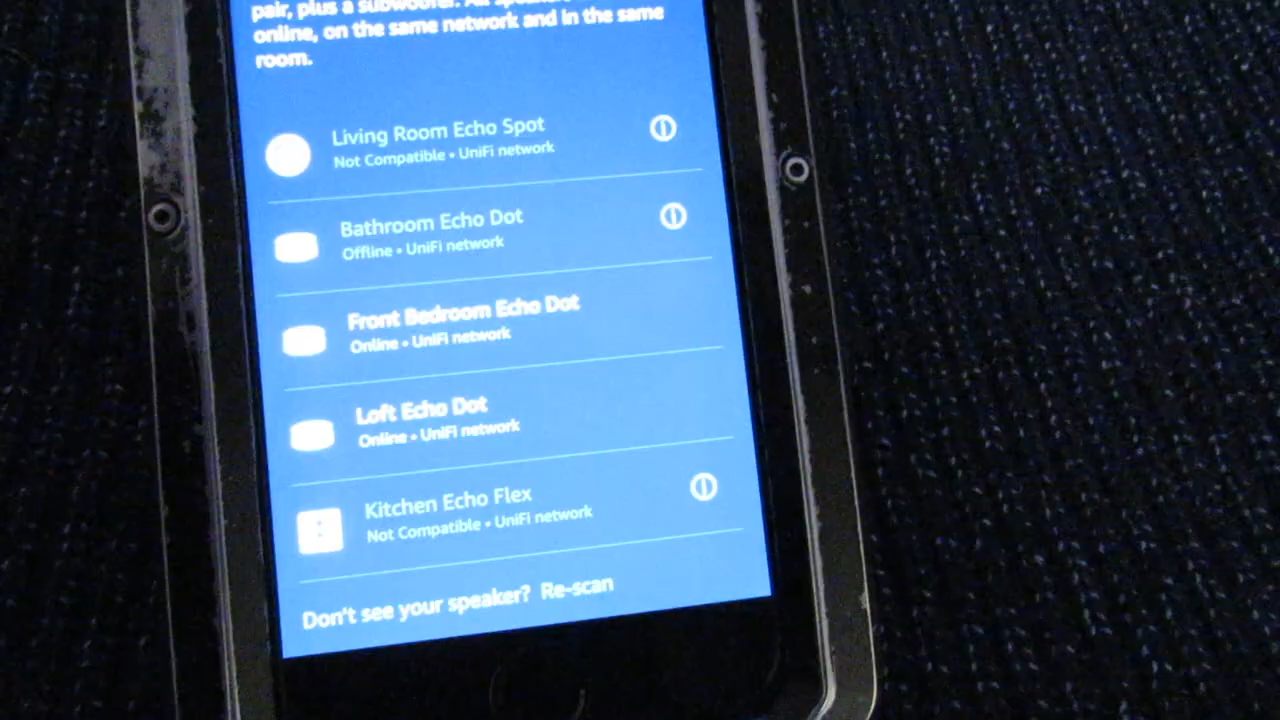 pair, plus a subwoofer. All
online, on the same network and in the same
room.
Living Room Echo Spot
Not Compatible • UniFi network
Bathroom Echo Dot
Offline • UniFi network
Front Bedroom Echo Dot
Online • UniFi network
Loft Echo Dot
Online • UniFi network
Kitchen Echo Flex
Not Compatible • UniFi network
Don't see your speaker? Re-scan